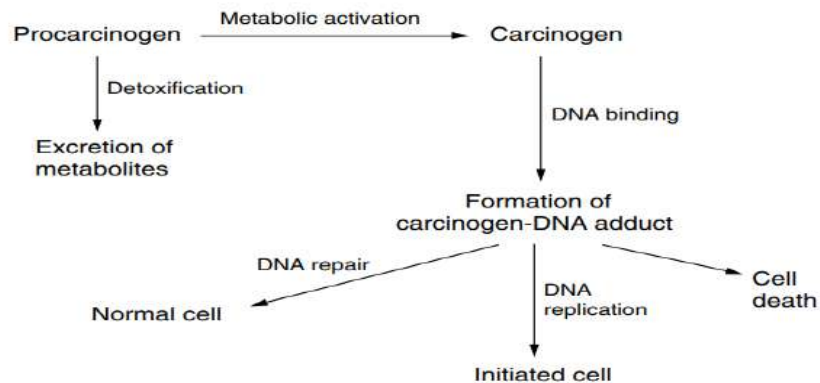 Procarcinogen
Metabolic activation
Carcinogen
Detoxification
DNA binding
Excretion of
metabolites
Formation of
carcinogen-DNA adduct
DNA repair
DNA
replication
Cell
death
Normal cell
Initiated cell